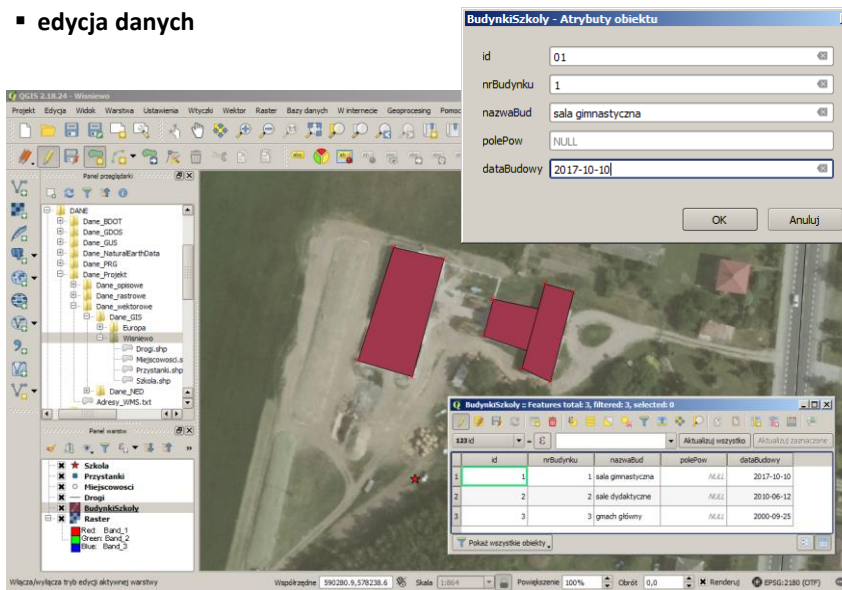 ▪ edycja danych
BudynkiSzkoly - Atrybuty obiektu
id 01
nrBudynku 1
nazwaBud sala gimnastyczna
polePow NULL
dataBudowy 2017-10-10
OK Anuluj
QGIS 2.18.24 - Wisniewo
Projekt Edycja Widok Warstwa Ustawienia Wtyczki Wektor Raster Bazy danych W internecie Geoprocesing Pomoc
Panel przeglądarki
DANE
Dane_BDOT
Dane_GDOS
Dane_GUS
Dane_NaturalEarthData
Dane_PRG
Dane_Projekt
Dane_opisowe
Dane_rastrowe
Dane_wektorowe
Dane_GIS
Europa
Wisniewo
Drogi.shp
Miejscowosci.s
Przystanki.shp
Szkola.shp
Dane_NED
Adresy_WMS.txt
Panel warstw
Szkola
Przystanki
Miejscowosci
Drogi
BudynkiSzkoly
Raster
Red: Band_1
Green: Band_2
Blue: Band_3
BudynkiSzkoly :: Features total: 3, filtered: 3, selected: 0
123 id = ε Aktualizuj wszystko Aktualizuj zaznaczone
id nrBudynku nazwaBud polePow dataBudowy
1 1 1 sala gimnastyczna NULL 2017-10-10
2 2 2 sale dydaktyczne NULL 2010-06-12
3 3 3 gmach główny NULL 2000-09-25
Pokaż wszystkie obiekty
Włącza/wyłącza tryb edycji aktywnej warstwy Współrzędne 590280.9,578238.6 Skala 1:864 Powiększenie 100% Obrót 0,0 Renderuj EPSG:2180 (OTF)